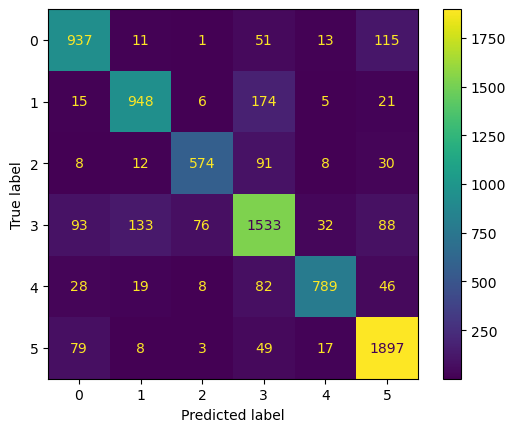 0 937 11 1 51 13 115
1 15 948 6 174 5 21
2 8 12 574 91 8 30
3 93 133 76 1533 32 88
4 28 19 8 82 789 46
5 79 8 3 49 17 1897
0 1 2 3 4 5
Predicted label
True label
1750
1500
1250
1000
750
500
250